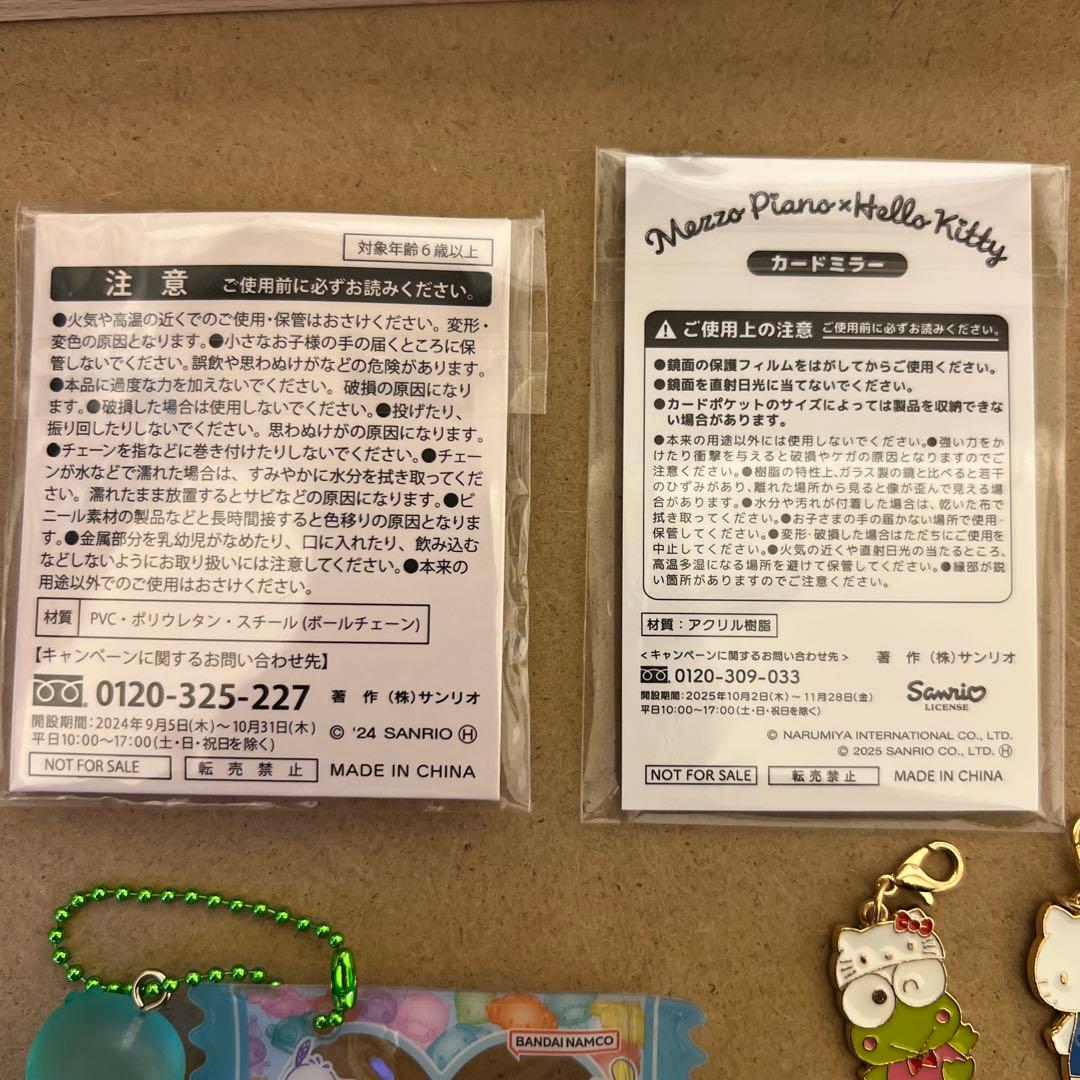 対象年齢6歳以上
注 意 ご使用前に必ずお読みください。
●火気や高温の近くでのご使用・保管はおさけください。変形・
変色の原因となります。●小さなお子様の手の届くところに保
管しないでください。誤飲や思わぬけがなどの危険があります。
●本品に過度な力を加えないでください。破損の原因になり
ます。●破損した場合は使用しないでください。●投げたり、
振り回したりしないでください。思わぬけがの原因になります。
●チェーンを指などに巻き付けたりしないでください。●チェー
ンが水などで濡れた場合は、すみやかに水分を拭き取ってくだ
さい。濡れたまま放置するとサビなどの原因になります。●ビ
ニール素材の製品などと長時間接すると色移りの原因となりま
す。●金属部分を乳幼児がなめたり、口に入れたり、飲み込む
などしないようにお取り扱いには注意してください。●本来の
用途以外でのご使用はおさけください。
材質 PVC・ポリウレタン・スチール(ボールチェーン)
【キャンペーンに関するお問い合わせ先】
0120-325-227 著 作 (株)サンリオ
開設期間:2024年9月5日(木)~10月31日(木)
平日10:00~17:00(土・日・祝日を除く)
© '24 SANRIO Ⓗ
NOT FOR SALE 転売禁止 MADE IN CHINA
Mezzo Piano×Hello Kitty
カードミラー
ご使用上の注意 ご使用前に必ずお読みください。
●鏡面の保護フィルムをはがしてからご使用ください。
●鏡面を直射日光に当てないでください。
●カードポケットのサイズによっては製品を収納できな
い場合があります。
●本来の用途以外には使用しないでください。●強い力をか
けたり衝撃を与えると破損やケガの原因となりますのでご
注意ください。●樹脂の特性上、ガラス製の鏡と比べると若干
のひずみがあり、離れた場所から見ると像が歪んで見える場
合があります。●水分や汚れが付着した場合は、乾いた布で
拭き取ってください。●お子さまの手の届かない場所で使用・
保管してください。●変形・破損した場合はただちにご使用を
中止してください。●火気の近くや直射日光の当たるところ、
高温多湿になる場所を避けて保管してください。●縁部が鋭
い箇所がありますのでご注意ください。
材質:アクリル樹脂
<キャンペーンに関するお問い合わせ先> 著 作 (株)サンリオ
0120-309-033
開設期間:2025年10月2日(木)~11月28日(金)
平日10:00~17:00(土・日・祝日を除く)
Sanrio
LICENSE
© NARUMIYA INTERNATIONAL CO., LTD.
© 2025 SANRIO CO., LTD. Ⓗ
NOT FOR SALE 転売禁止 MADE IN CHINA
BANDAI NAMCO